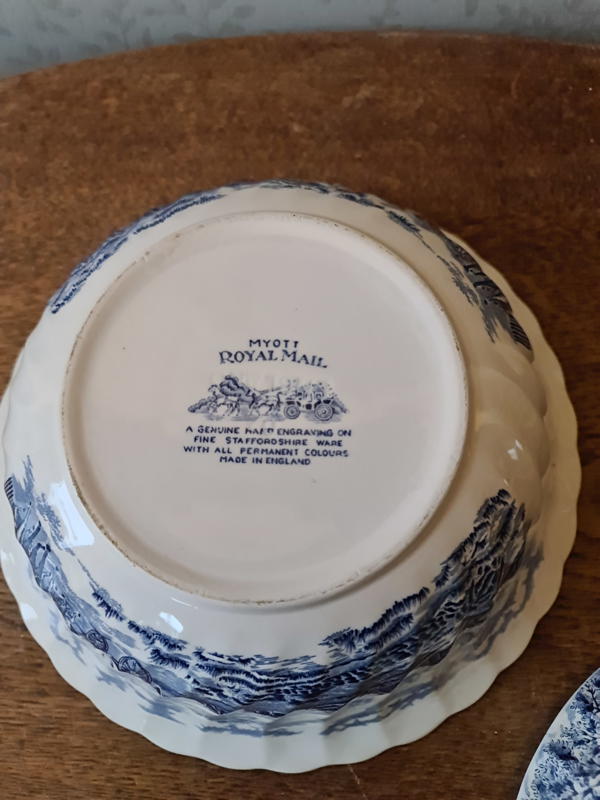 MYOTT
ROYAL MAIL
A GENUINE HAND ENGRAVING ON
FINE STAFFORDSHIRE WARE
WITH ALL PERMANENT COLOURS
MADE IN ENGLAND